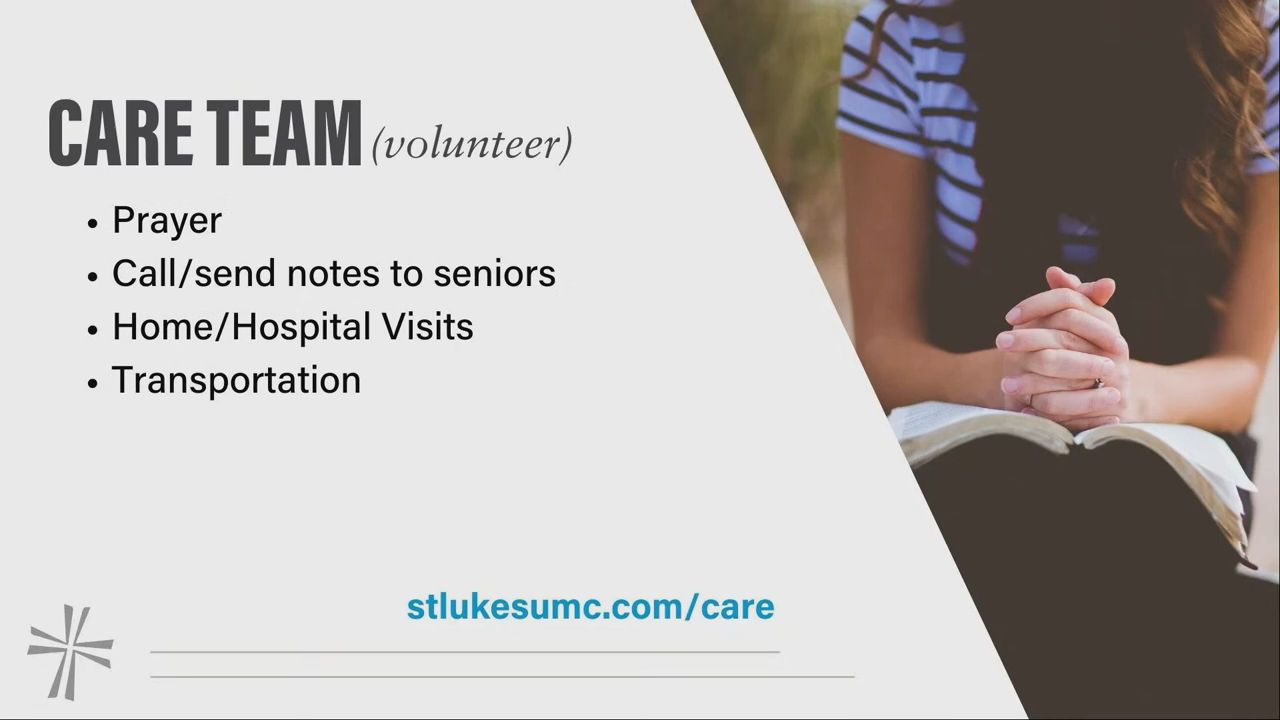 CARE TEAM (volunteer)
• Prayer
• Call/send notes to seniors
• Home/Hospital Visits
• Transportation
stlukesumc.com/care